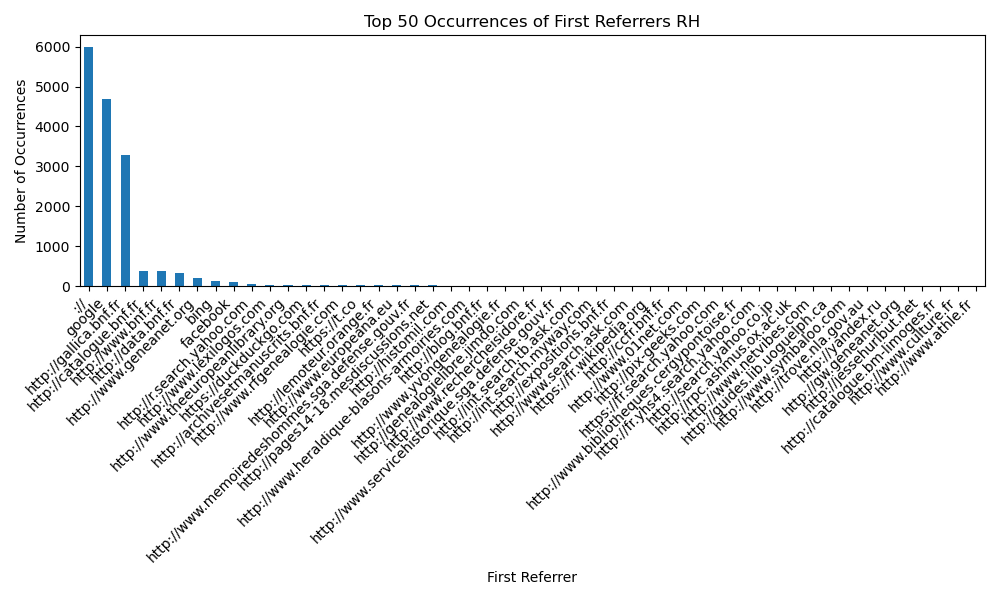 Top 50 Occurrences of First Referrers RH
Number of Occurrences
6000
5000
4000
3000
2000
1000
0
://
google
http://gallica.bnf.fr
http://catalogue.bnf.fr
http://www.bnf.fr
http://data.bnf.fr
http://www.geneanet.org
bing
facebook
http://r.search.yahoo.com
http://www.lexilogos.com
http://www.theeuropeanlibrary.org
https://duckduckgo.com
http://archivesetmanuscrits.bnf.fr
http://www.rfgenealogie.com
https://t.co
http://lemoteur.orange.fr
http://www.europeana.eu
http://www.memoiredeshommes.sga.defense.gouv.fr
http://pages14-18.mesdiscussions.net
http://www.histomil.com
http://www.heraldique-blasons-armoiries.com
http://blog.bnf.fr
http://www.yvongenealogie.fr
http://genealogielibre.jimdo.com
http://www.rechercheisidore.fr
http://www.servicehistorique.sga.defense.gouv.fr
http://int.search.tb.ask.com
http://int.search.myway.com
http://expositions.bnf.fr
http://www.search.ask.com
https://fr.wikipedia.org
http://ccfr.bnf.fr
http://www.o1net.com
http://pix-geeks.com
https://fr.search.yahoo.com
http://www.bibliotheques.cergypontoise.fr
http://fr.yhs4.search.yahoo.com
http://search.yahoo.co.jp
http://rpc.ashmus.ox.ac.uk
http://guides.lib.uoguelph.ca
http://www.symbaloo.com
http://trove.nla.gov.au
http://yandex.ru
http://gw.geneanet.org
http://lesserhurlbut.net
http://catalogue.bm-limoges.fr
http://www.culture.fr
http://www.athle.fr
First Referrer